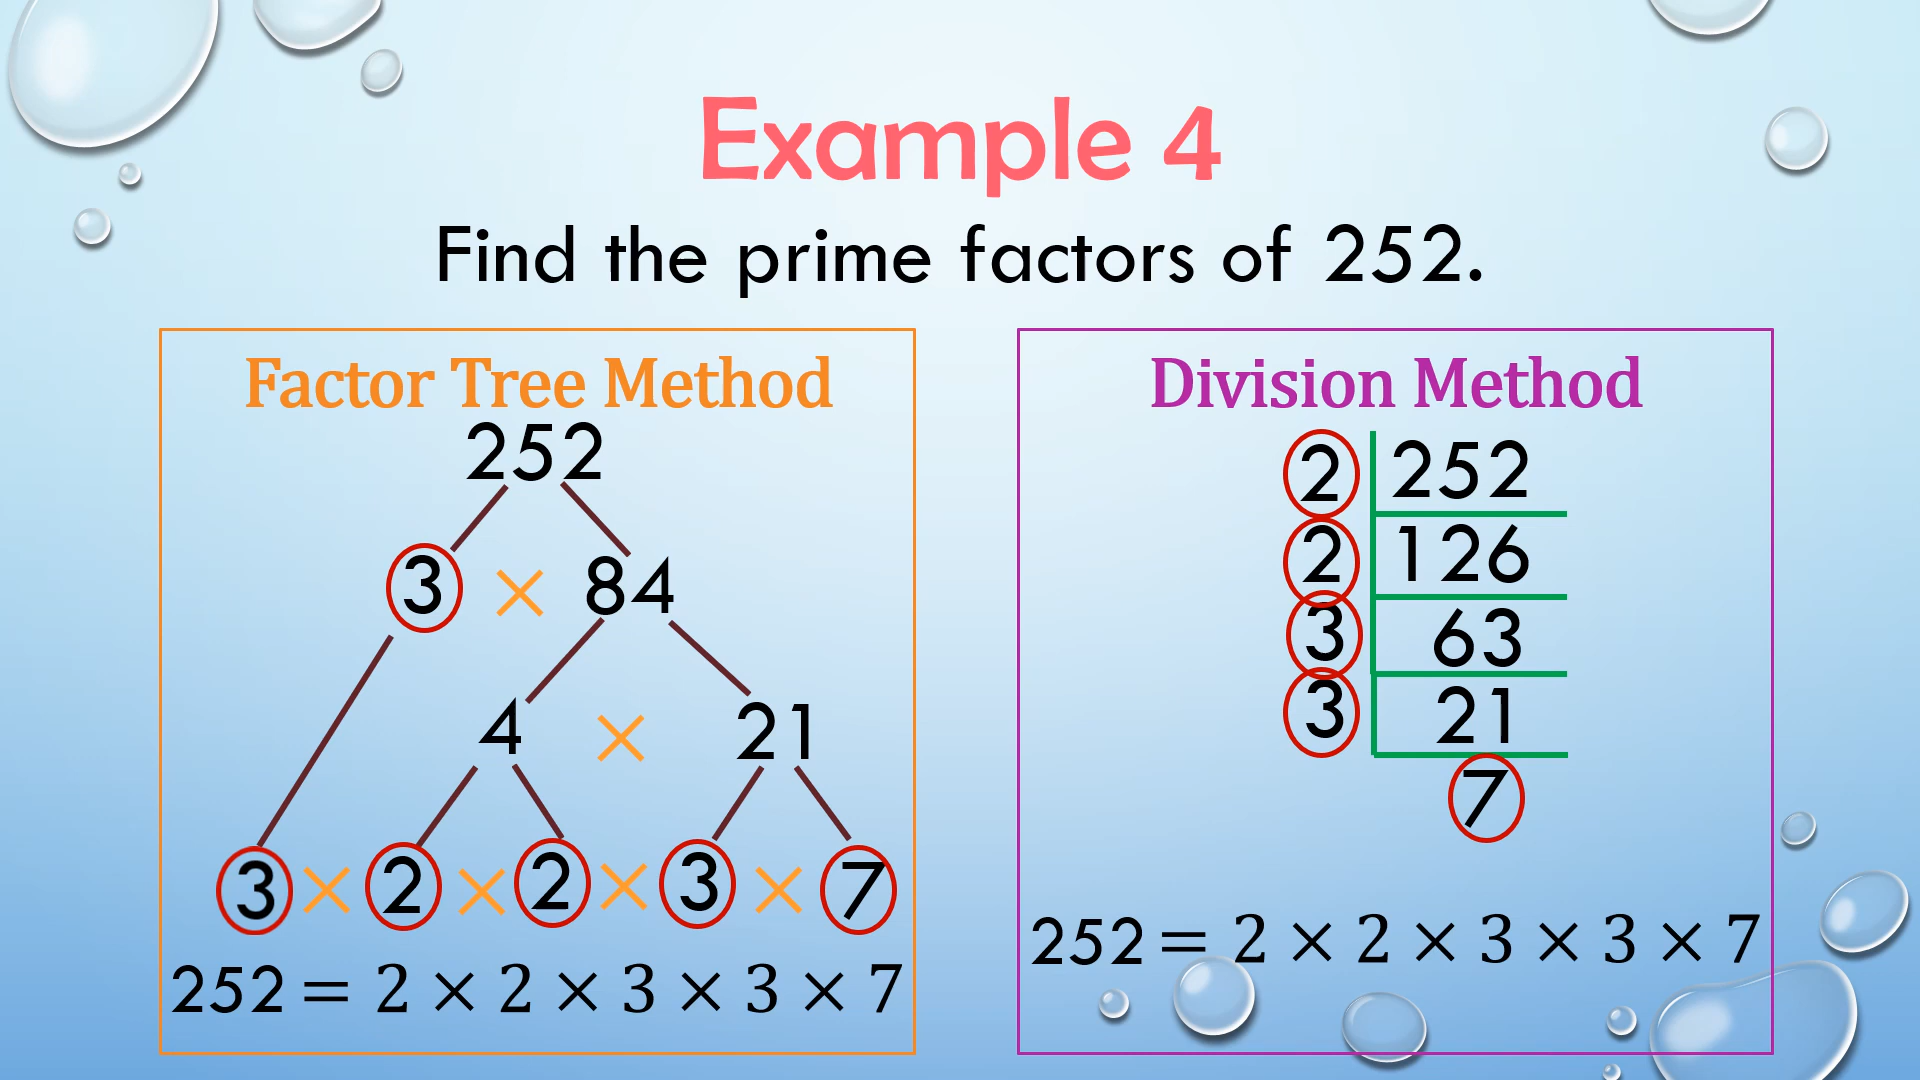 Example 4
Find the prime factors of 252.
Factor Tree Method
252
3 × 84
4 × 21
3 × 2 × 2 × 3 × 7
252 = 2 × 2 × 3 × 3 × 7
Division Method
2 252
2 126
3 63
3 21
7
252 = 2 × 2 × 3 × 3 × 7